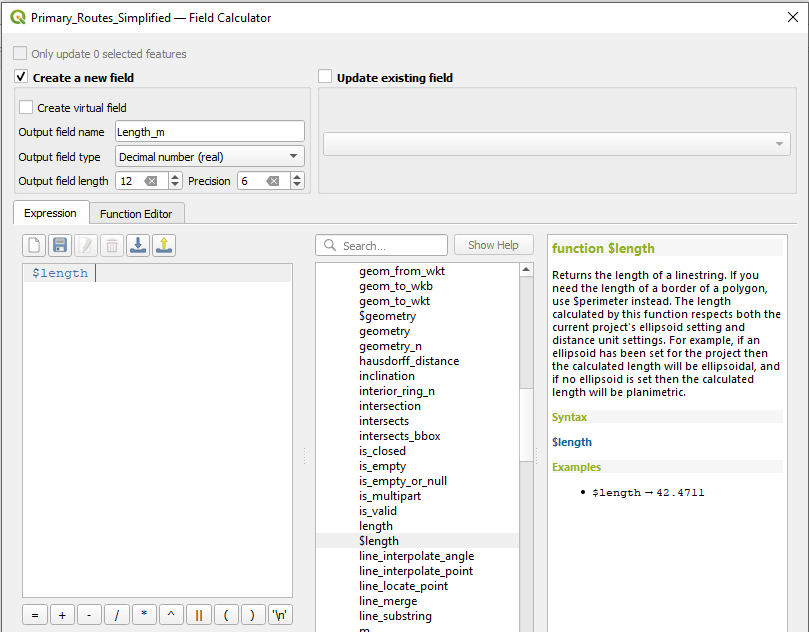 Primary_Routes_Simplified — Field Calculator
Only update 0 selected features
Create a new field
Update existing field
Create virtual field
Output field name Length_m
Output field type Decimal number (real)
Output field length 12 Precision 6
Expression Function Editor
Search... Show Help
$length
geom_from_wkt
geom_to_wkb
geom_to_wkt
$geometry
geometry
geometry_n
hausdorff_distance
inclination
interior_ring_n
intersection
intersects
intersects_bbox
is_closed
is_empty
is_empty_or_null
is_multipart
is_valid
length
$length
line_interpolate_angle
line_interpolate_point
line_locate_point
line_merge
line_substring
m
function $length
Returns the length of a linestring. If you
need the length of a border of a polygon,
use $perimeter instead. The length
calculated by this function respects both the
current project's ellipsoid setting and
distance unit settings. For example, if an
ellipsoid has been set for the project then
the calculated length will be ellipsoidal, and
if no ellipsoid is set then the calculated
length will be planimetric.
Syntax
$length
Examples
• $length → 42.4711
= + - / * ^ || ( ) '\n'